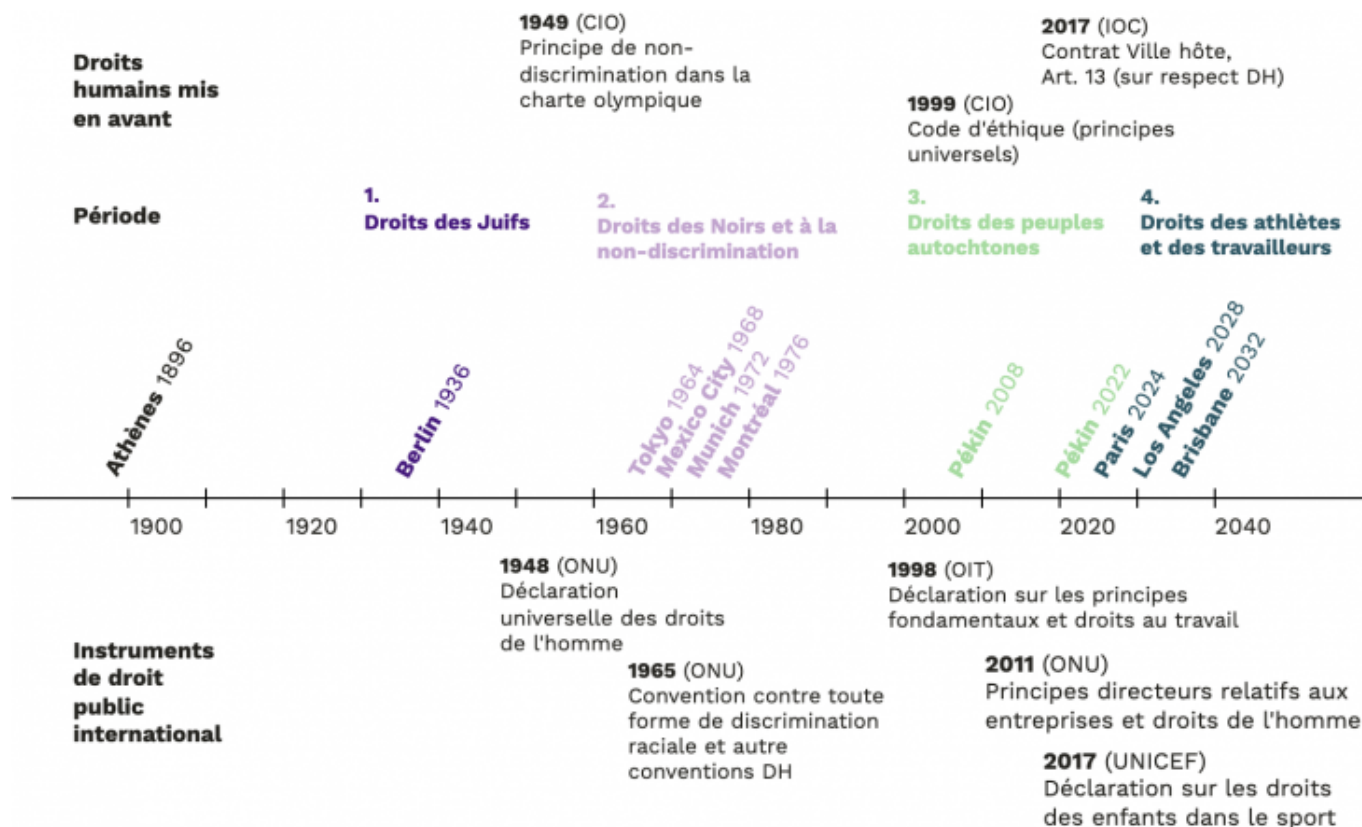 Droits
humains mis
en avant
1949 (CIO)
Principe de non-
discrimination dans la
charte olympique
2017 (IOC)
Contrat Ville hôte,
Art. 13 (sur respect DH)
1999 (CIO)
Code d'éthique (principes
universels)
Période
1.
Droits des Juifs
2.
Droits des Noirs et à la
non-discrimination
3.
Droits des peuples
autochtones
4.
Droits des athlètes
et des travailleurs
Athènes 1896
Berlin 1936
Tokyo 1964
Mexico City 1968
Munich 1972
Montréal 1976
Pékin 2008
Pékin 2022
Paris 2024
Los Angeles 2028
Brisbane 2032
1900 1920 1940 1960 1980 2000 2020 2040
Instruments
de droit
public
international
1948 (ONU)
Déclaration
universelle des droits
de l'homme
1965 (ONU)
Convention contre toute
forme de discrimination
raciale et autre
conventions DH
1998 (OIT)
Déclaration sur les principes
fondamentaux et droits au travail
2011 (ONU)
Principes directeurs relatifs aux
entreprises et droits de l'homme
2017 (UNICEF)
Déclaration sur les droits
des enfants dans le sport